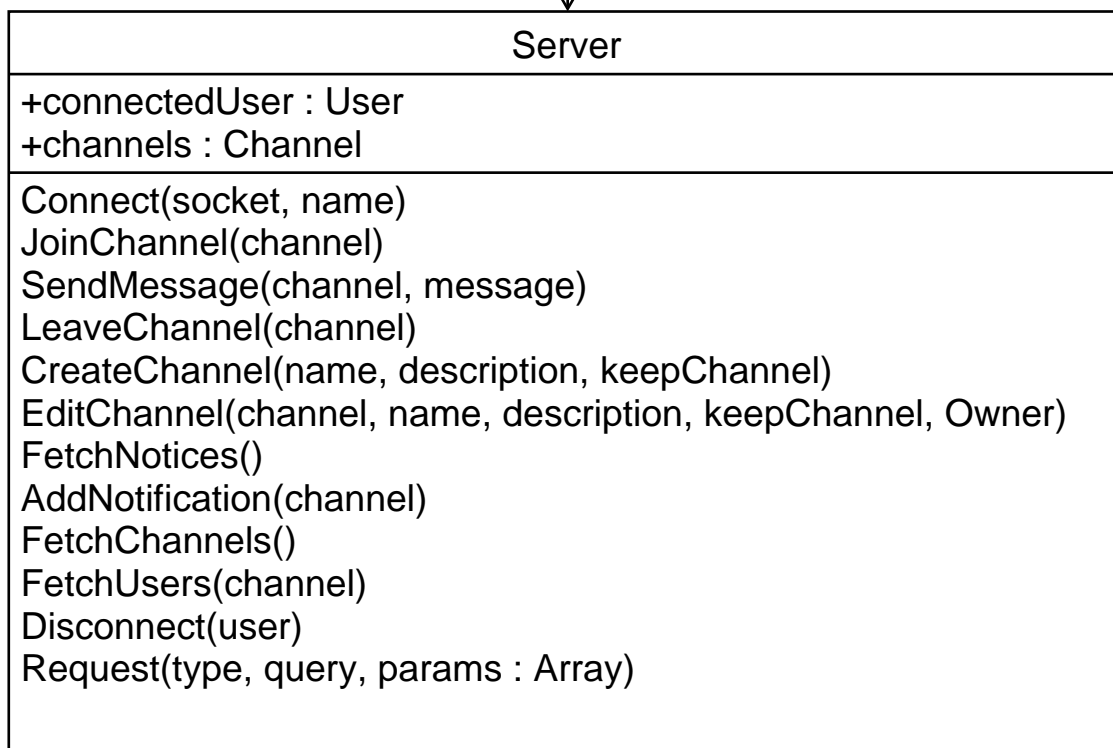 Server
+connectedUser : User
+channels : Channel
Connect(socket, name)
JoinChannel(channel)
SendMessage(channel, message)
LeaveChannel(channel)
CreateChannel(name, description, keepChannel)
EditChannel(channel, name, description, keepChannel, Owner)
FetchNotices()
AddNotification(channel)
FetchChannels()
FetchUsers(channel)
Disconnect(user)
Request(type, query, params : Array)